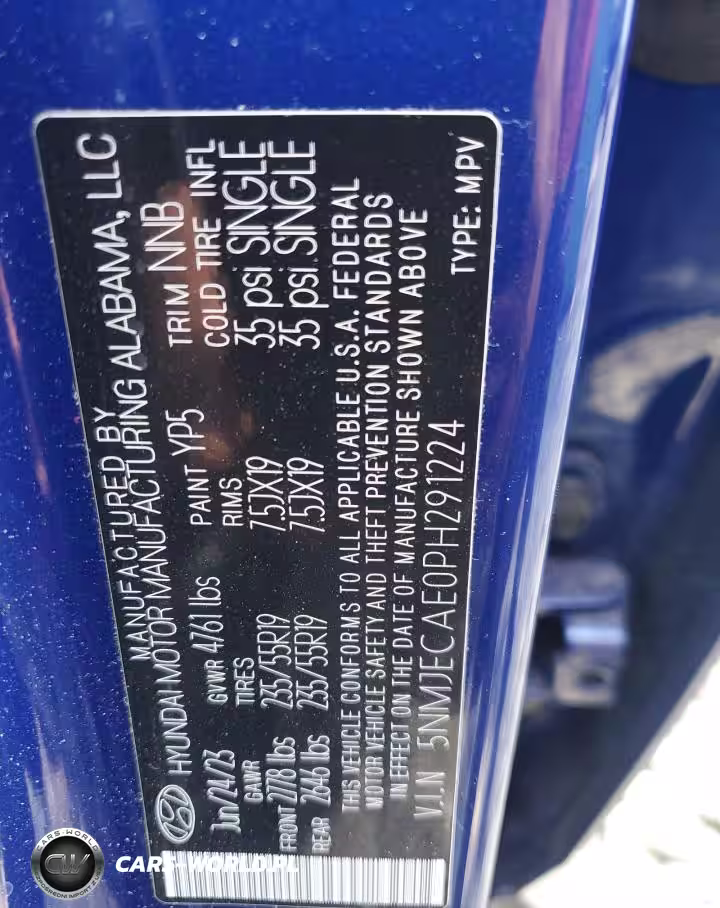 MANUFACTURED BY
HYUNDAI MOTOR MANUFACTURING ALABAMA, LLC
Jun/24/23 GVWR 4761 lbs PAINT YP5 TRIM NNB
GAWR TIRES RIMS COLD TIRE INFL
FRONT 2778 lbs 235/55R19 7.5JX19 35 psi SINGLE
REAR 2646 lbs 235/55R19 7.5JX19 35 psi SINGLE
THIS VEHICLE CONFORMS TO ALL APPLICABLE U.S.A. FEDERAL
MOTOR VEHICLE SAFETY AND THEFT PREVENTION STANDARDS
IN EFFECT ON THE DATE OF MANUFACTURE SHOWN ABOVE
V.I.N 5NMJECAE0PH291224 TYPE: MPV
CARS-WORLD
CW
CARS-WORLD.PL